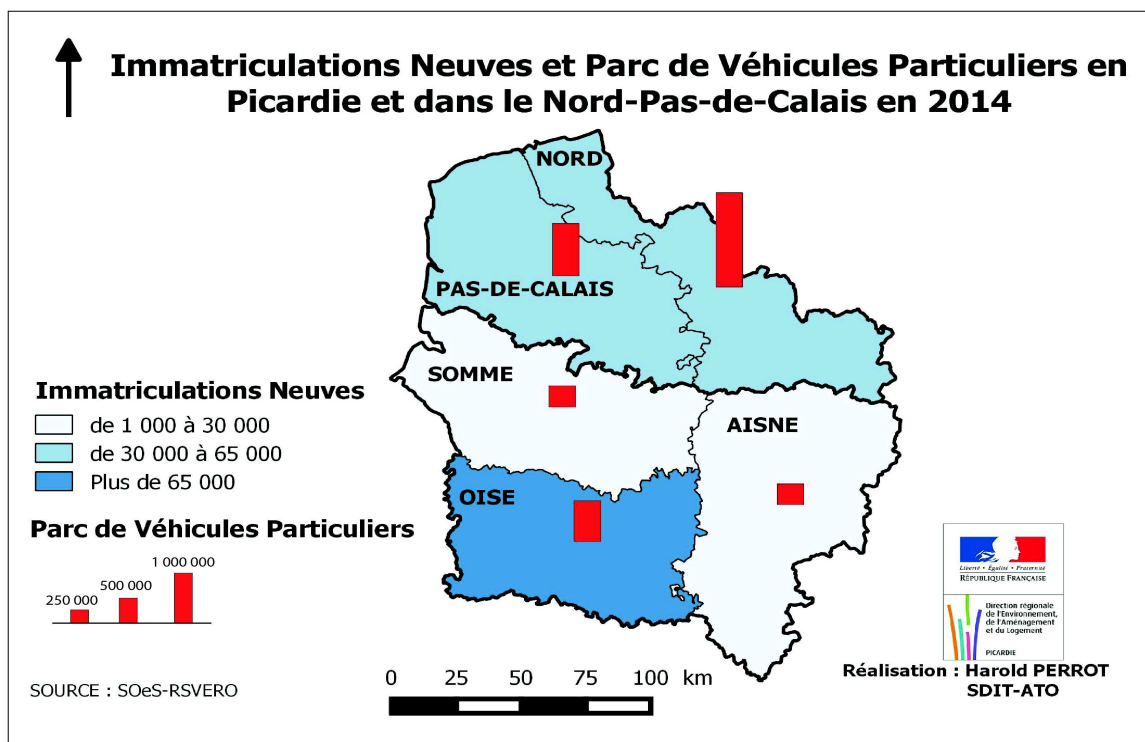 Immatriculations Neuves et Parc de Véhicules Particuliers en
Picardie et dans le Nord-Pas-de-Calais en 2014
NORD
PAS-DE-CALAIS
SOMME
AISNE
OISE
Immatriculations Neuves
de 1 000 à 30 000
de 30 000 à 65 000
Plus de 65 000
Parc de Véhicules Particuliers
250 000
500 000
1 000 000
SOURCE : SOeS-RSVERO
0 25 50 75 100 km
Liberté • Égalité • Fraternité
RÉPUBLIQUE FRANÇAISE
Direction régionale
de l'Environnement,
de l'Aménagement
et du Logement
PICARDIE
Réalisation : Harold PERROT
SDIT-ATO